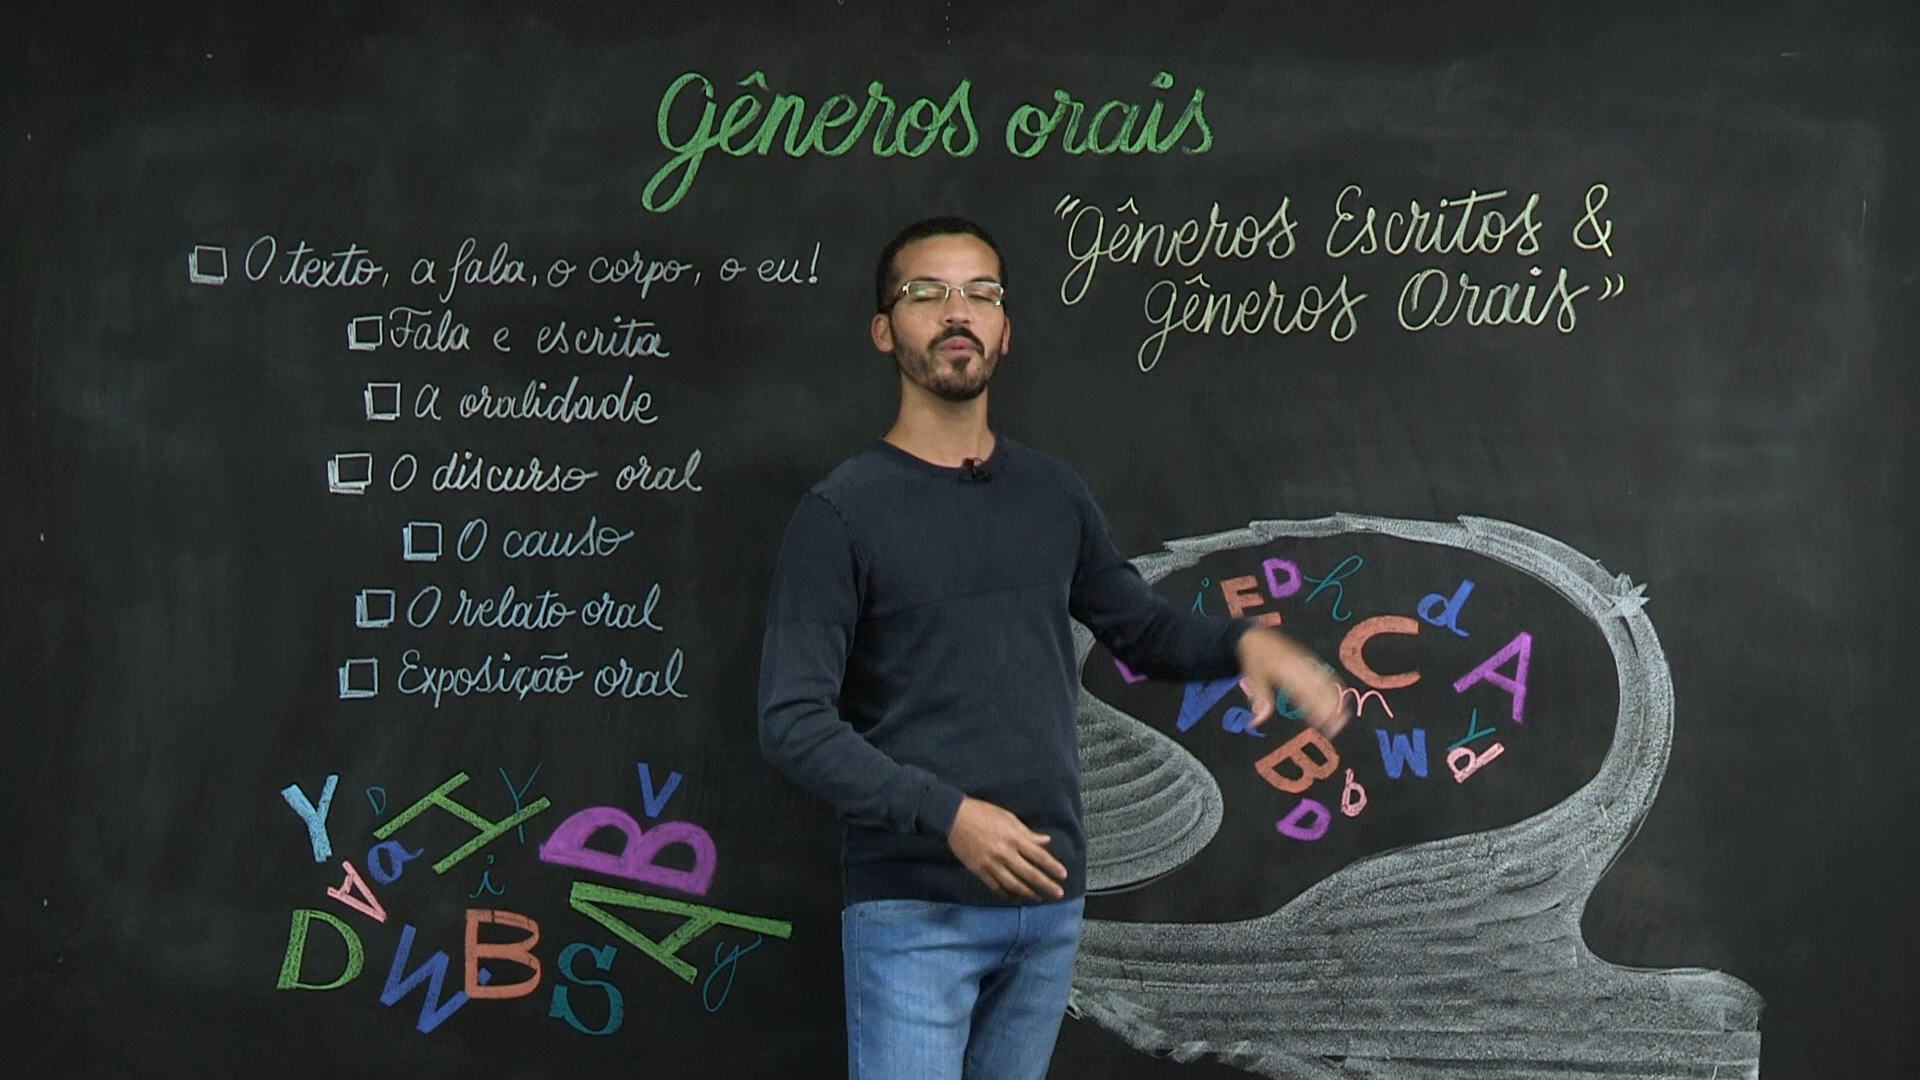 Gêneros orais
O texto, a fala, o corpo, o eu!
Fala e escrita
A oralidade
O discurso oral
O causo
O relato oral
Exposição oral
"Gêneros Escritos &
Gêneros Orais"
Y D H Y V B
A a i A
D W B S y
i E D h d
C A
V a m
B W R Y
D b